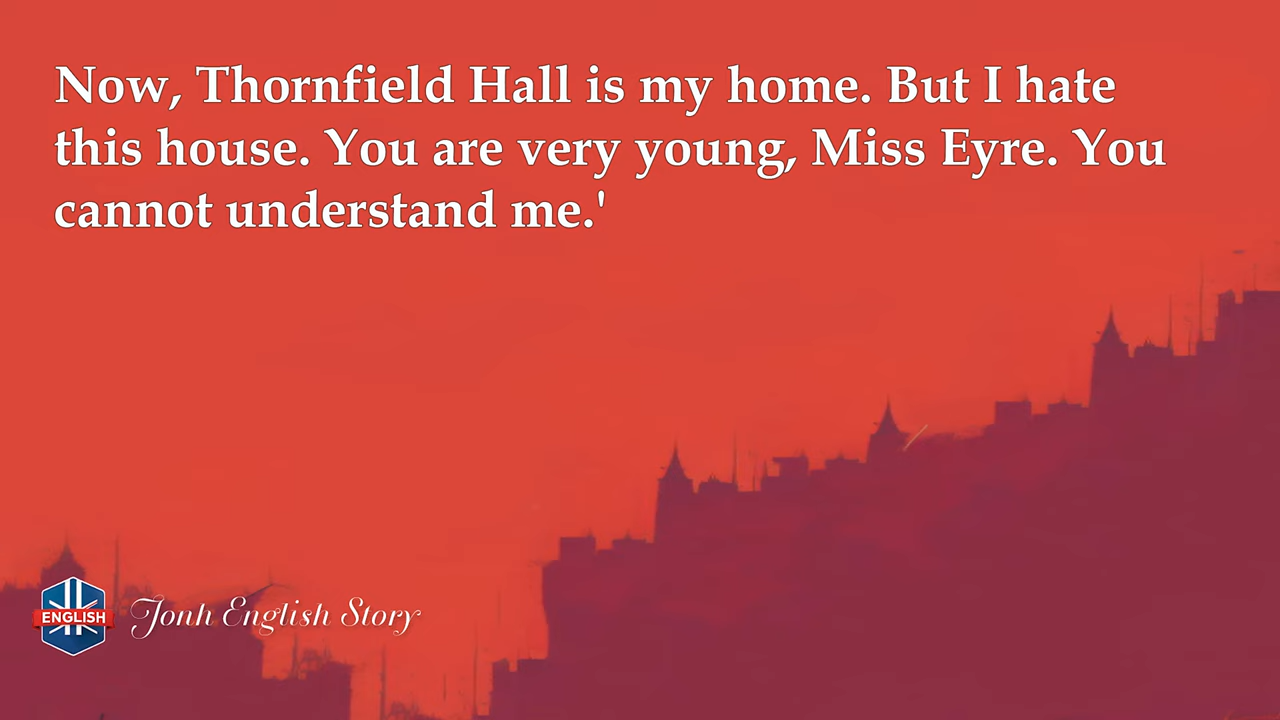 Now, Thornfield Hall is my home. But I hate
this house. You are very young, Miss Eyre. You
cannot understand me.'
ENGLISH
Jonh English Story